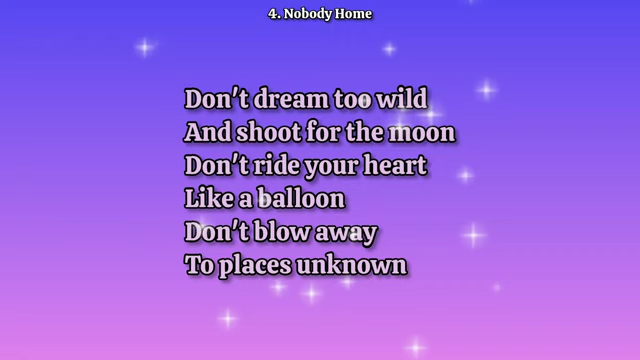 4. Nobody Home
Don't dream too wild
And shoot for the moon
Don't ride your heart
Like a balloon
Don't blow away
To places unknown